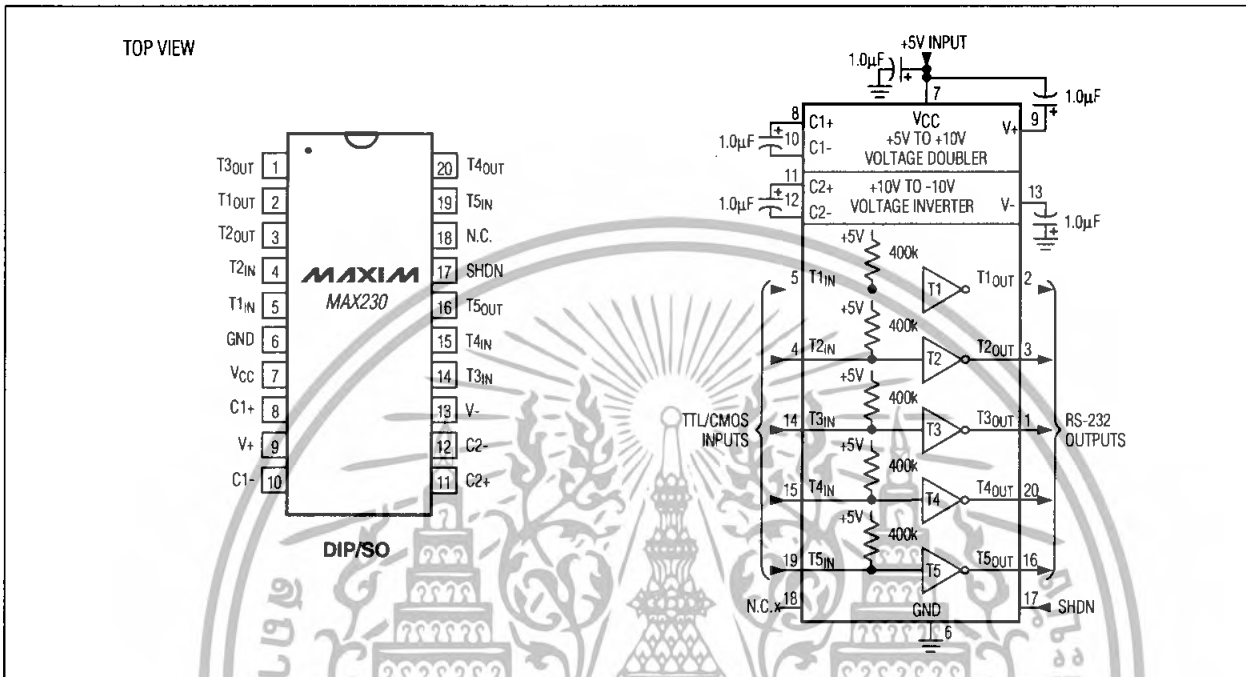 TOP VIEW
T3OUT 1
T1OUT 2
T2OUT 3
T2IN 4
T1IN 5
GND 6
VCC 7
C1+ 8
V+ 9
C1- 10
20 T4OUT
19 T5IN
18 N.C.
17 SHDN
16 T5OUT
15 T4IN
14 T3IN
13 V-
12 C2-
11 C2+
MAXIM
MAX230
DIP/SO
+5V INPUT
1.0µF
+
7
1.0µF
+
8 C1+
VCC
V+ 9
1.0µF
+
10 C1-
+5V TO +10V
VOLTAGE DOUBLER
11 C2+
1.0µF
+
12 C2-
+10V TO -10V
VOLTAGE INVERTER
V- 13
1.0µF
+
+5V
400k
5 T1IN T1 T1OUT 2
+5V
400k
4 T2IN T2 T2OUT 3
+5V
400k
TTL/CMOS
INPUTS
14 T3IN T3 T3OUT 1
RS-232
OUTPUTS
+5V
400k
15 T4IN T4 T4OUT 20
+5V
400k
19 T5IN T5 T5OUT 16
N.C. x 18
GND
17 SHDN
6